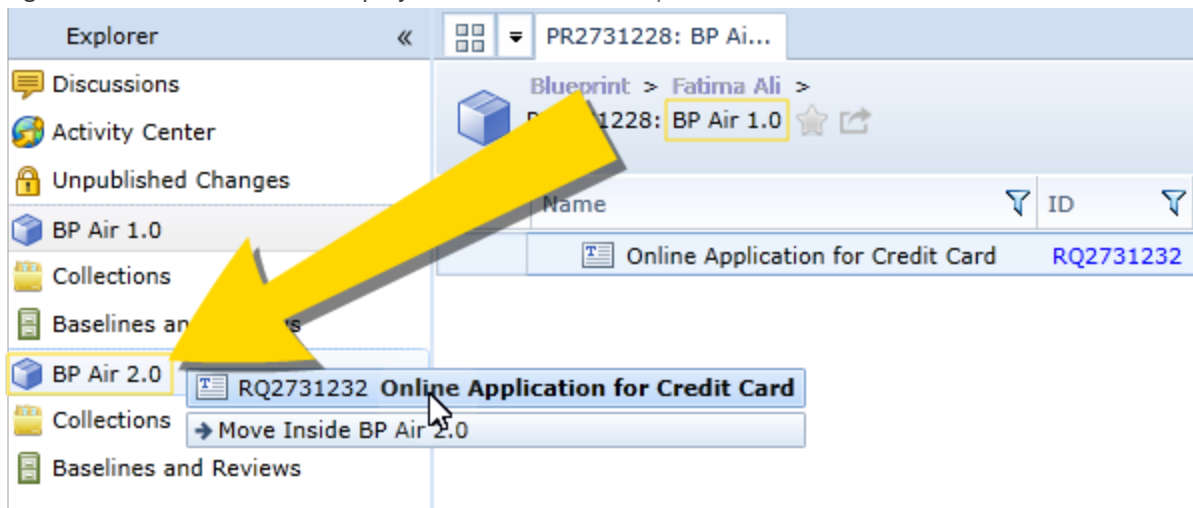 Explorer «
Discussions
Activity Center
Unpublished Changes
BP Air 1.0
Collections
Baselines an s
BP Air 2.0
Collections
Baselines and Reviews
PR2731228: BP Ai...
Blueprint > Fatima Ali >
P 1228: BP Air 1.0
Name ID
Online Application for Credit Card RQ2731232
RQ2731232 Online Application for Credit Card
Move Inside BP Air 2.0